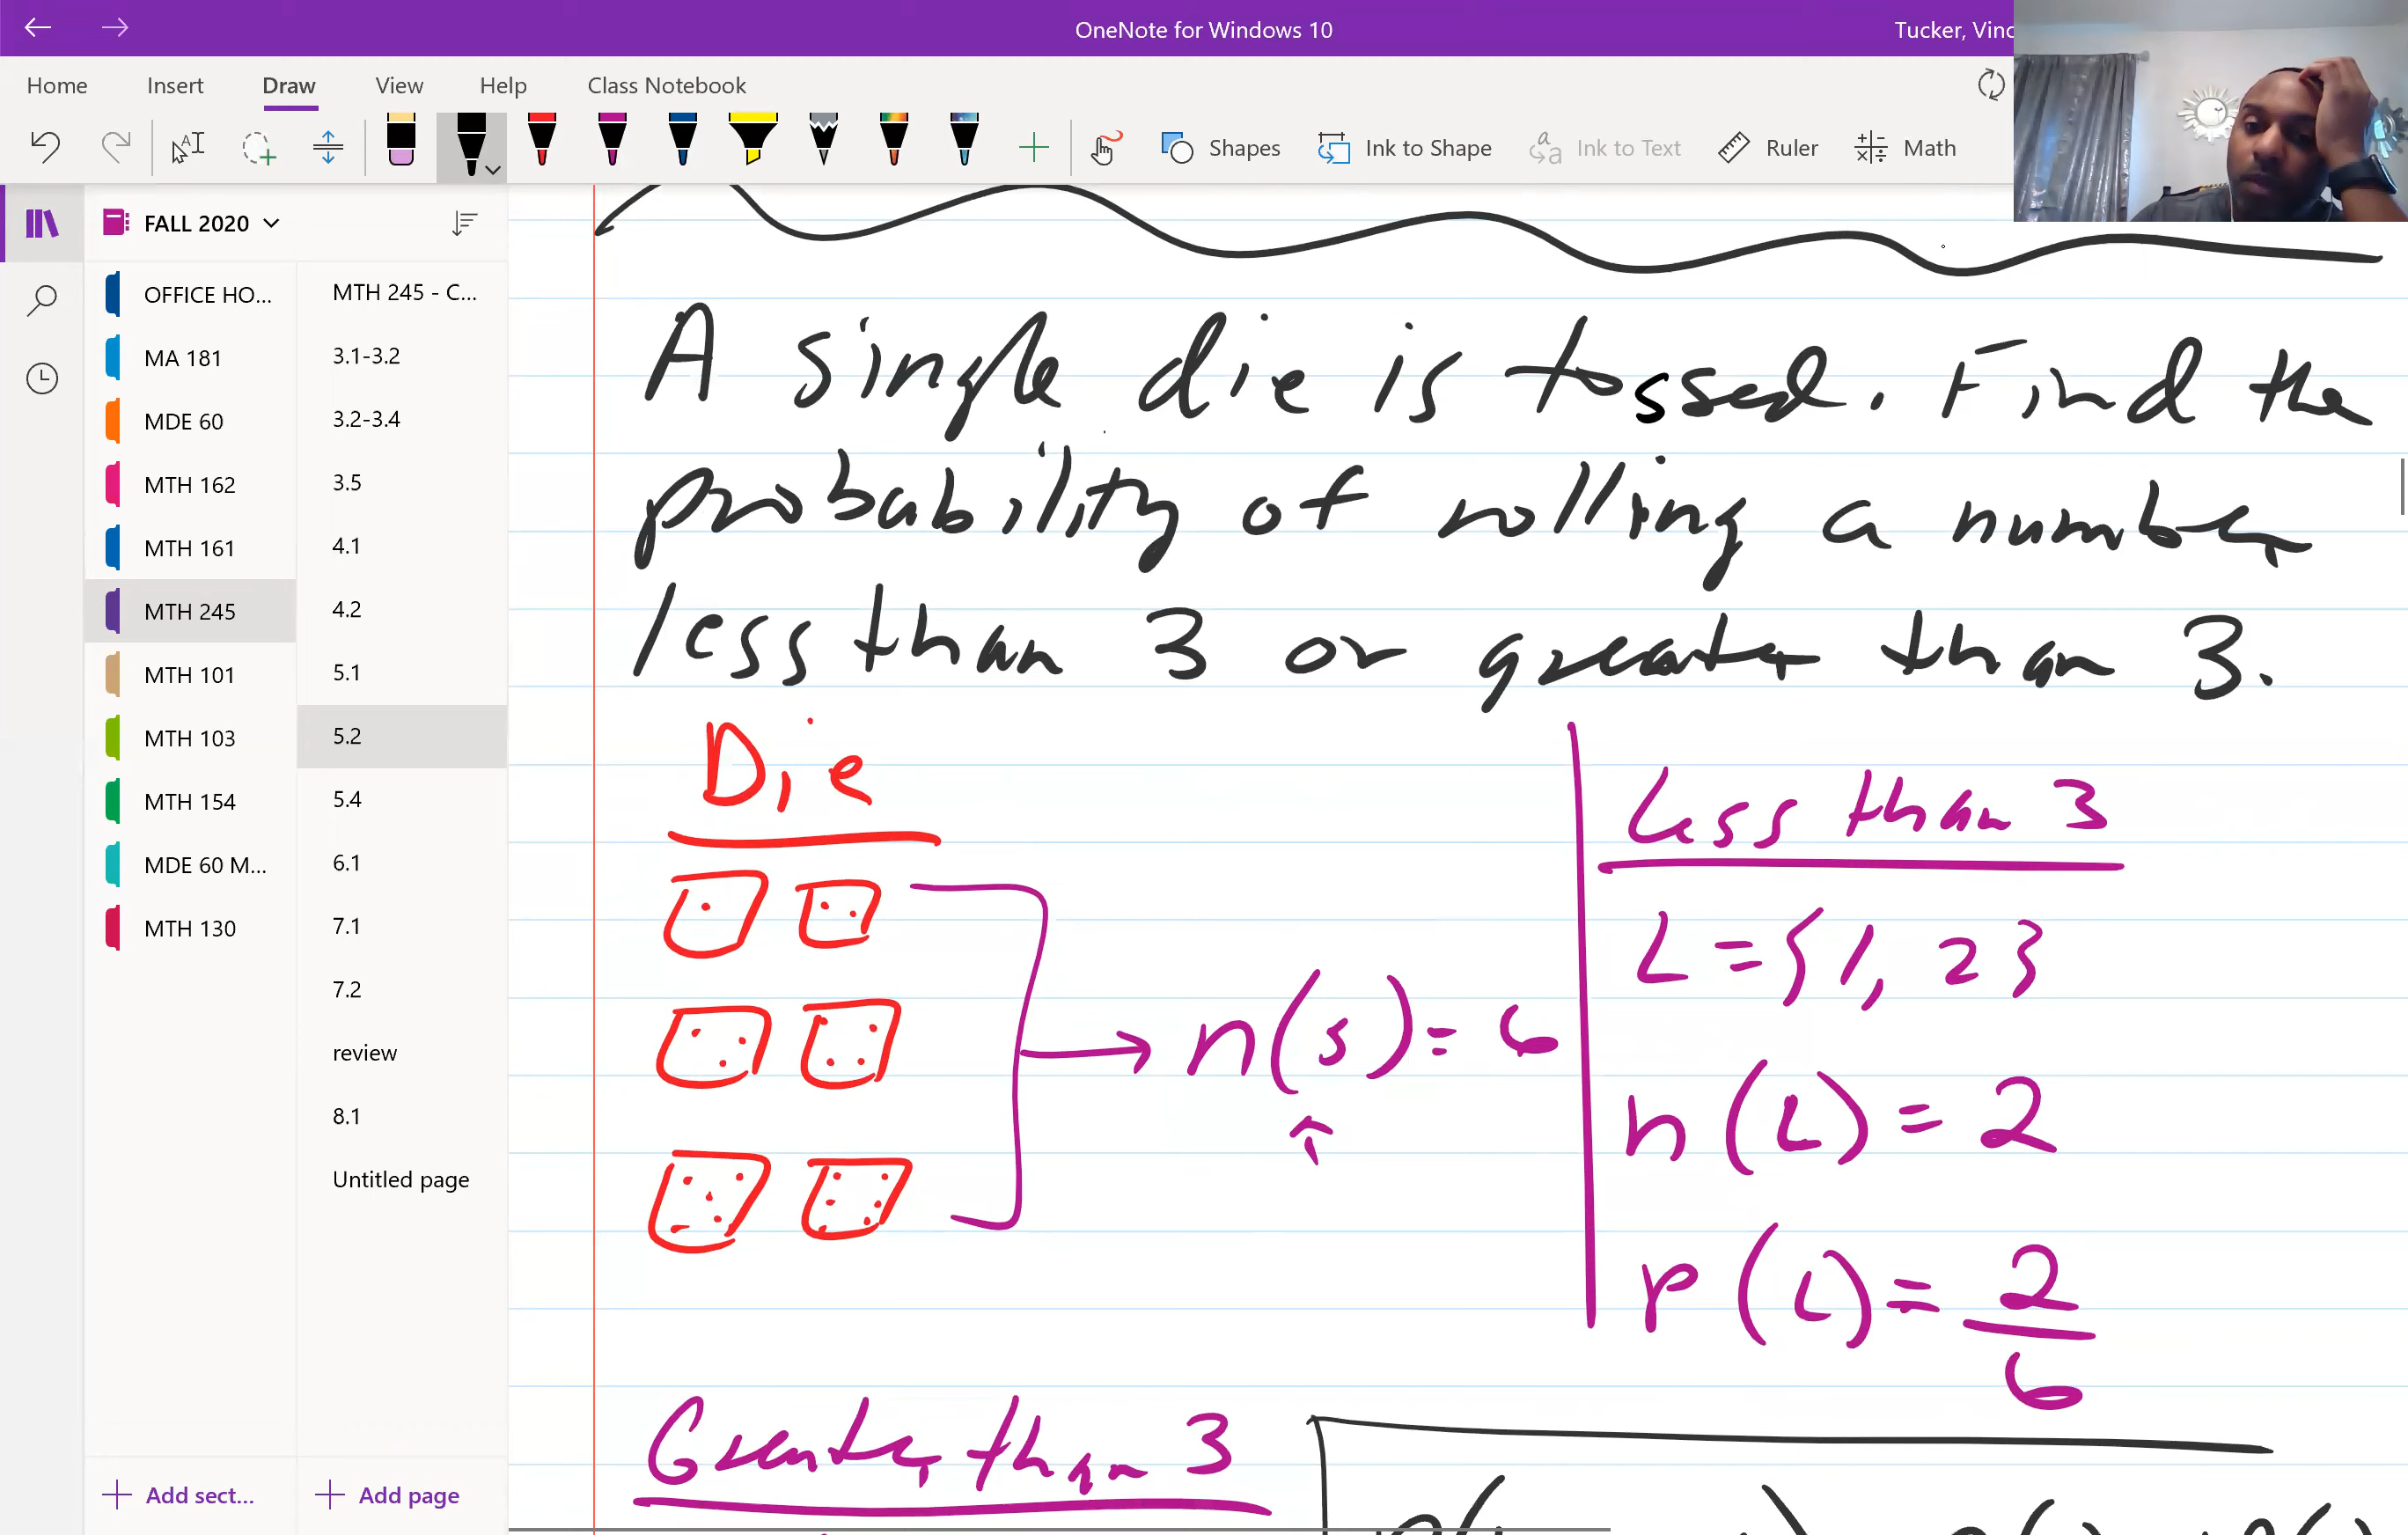 OneNote for Windows 10
Tucker, Vinc
Home Insert Draw View Help Class Notebook
Shapes Ink to Shape Ink to Text Ruler Math
FALL 2020
OFFICE HO...
MA 181
MDE 60
MTH 162
MTH 161
MTH 245
MTH 101
MTH 103
MTH 154
MDE 60 M...
MTH 130
Add sect...
MTH 245 - C...
3.1-3.2
3.2-3.4
3.5
4.1
4.2
5.1
5.2
5.4
6.1
7.1
7.2
review
8.1
Untitled page
Add page
A single die is tossed. Find the
probability of rolling a number
less than 3 or greater than 3.
Die
n(s) = 6
Less than 3
L = {1, 2}
n(L) = 2
P(L) = 2/6
Greater than 3